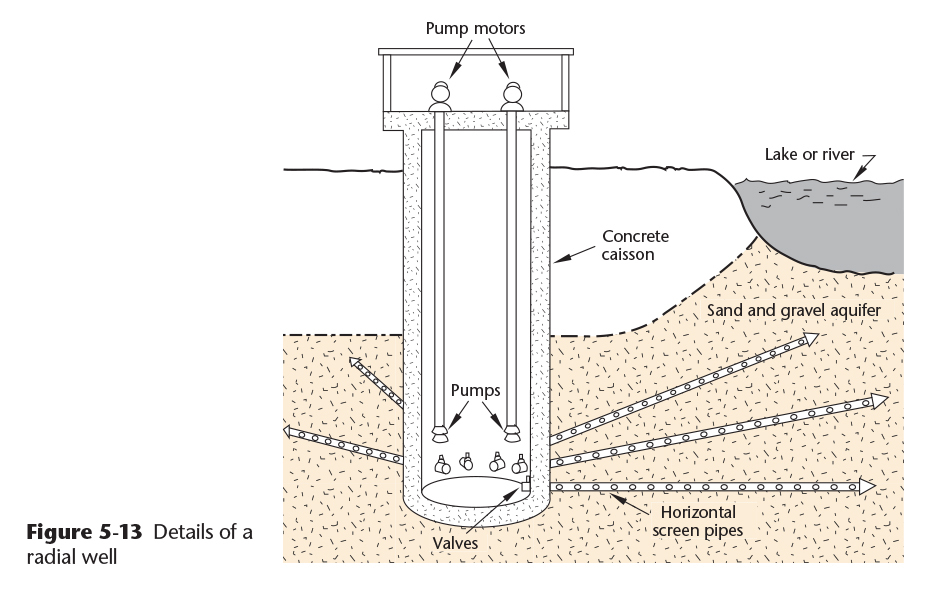 Pump motors
Lake or river
Concrete
caisson
Sand and gravel aquifer
Pumps
Horizontal
screen pipes
Valves
Figure 5-13 Details of a
radial well